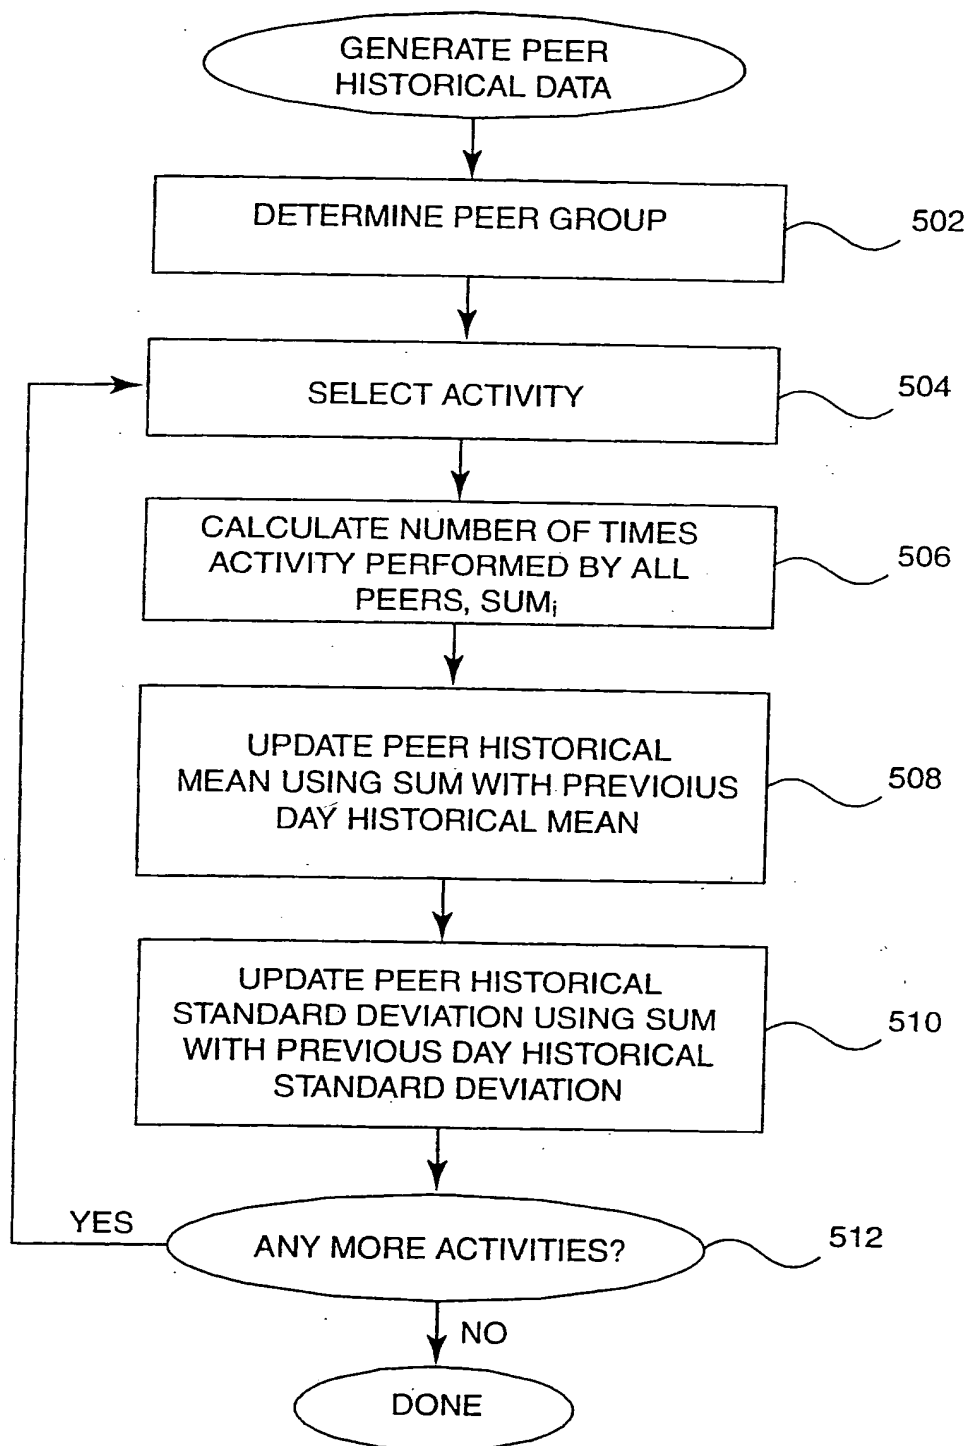 GENERATE PEER
HISTORICAL DATA
DETERMINE PEER GROUP
502
SELECT ACTIVITY
504
CALCULATE NUMBER OF TIMES
ACTIVITY PERFORMED BY ALL
PEERS, SUMi
506
UPDATE PEER HISTORICAL
MEAN USING SUM WITH PREVIOIUS
DAY HISTORICAL MEAN
508
UPDATE PEER HISTORICAL
STANDARD DEVIATION USING SUM
WITH PREVIOUS DAY HISTORICAL
STANDARD DEVIATION
510
YES
ANY MORE ACTIVITIES?
512
NO
DONE